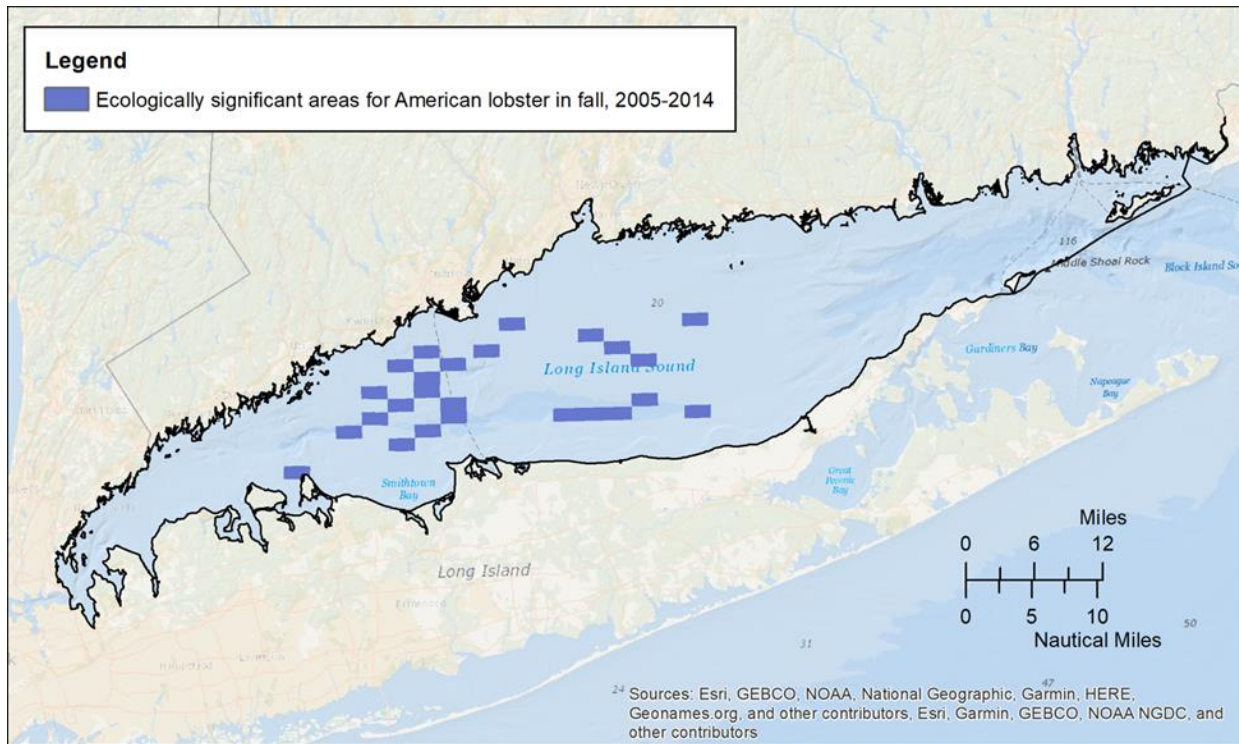 Legend
Ecologically significant areas for American lobster in fall, 2005-2014
116
Middle Shoal Rock
Block Island So
20
Long Island Sound
Gardiners Bay
Napeague
Bay
Smithtown
Bay
Great
Peconic
Bay
Long Island
Miles
0 6 12
0 5 10
Nautical Miles
50
31
47
24
Sources: Esri, GEBCO, NOAA, National Geographic, Garmin, HERE,
Geonames.org, and other contributors, Esri, Garmin, GEBCO, NOAA NGDC, and
other contributors